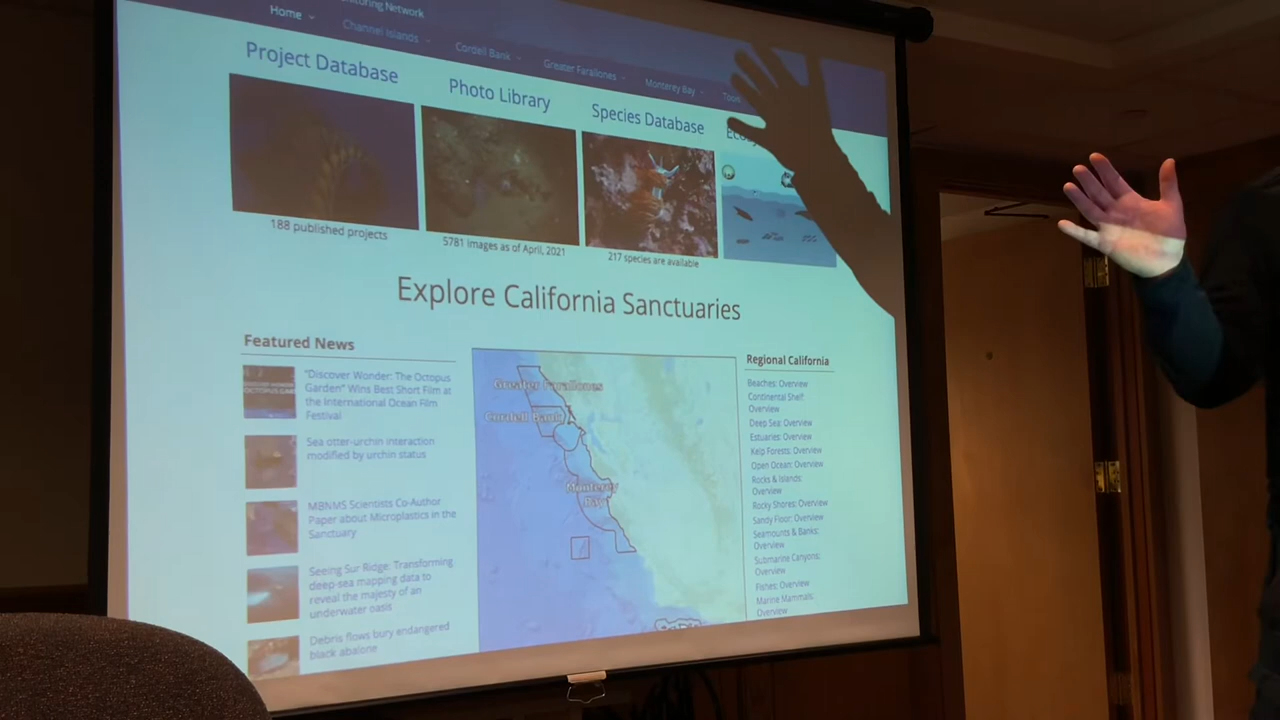 Network
Home
Channel Islands
Cordell Bank
Greater Farallones
Monterey Bay
Project Database
Photo Library
Species Database
188 published projects
5781 images as of April, 2021
217 species are available
Explore California Sanctuaries
Featured News
"Discover Wonder: The Octopus
Garden" Wins Best Short Film at
the International Ocean Film
Festival
Sea otter-urchin interaction
modified by urchin status
MBNMS Scientists Co-Author
Paper about Microplastics in the
Sanctuary
Seeing Sur Ridge: Transforming
deep-sea mapping data to
reveal the majesty of an
underwater oasis
Debris flows bury endangered
black abalone
Greater Farallones
Cordell Bank
Monterey
Bay
Regional California
Beaches: Overview
Continental Shelf:
Overview
Deep Sea: Overview
Estuaries: Overview
Kelp Forests: Overview
Open Ocean: Overview
Rocks & Islands:
Overview
Rocky Shores: Overview
Sandy Floor: Overview
Seamounts & Banks:
Overview
Submarine Canyons:
Overview
Fishes: Overview
Marine Mammals:
Overview